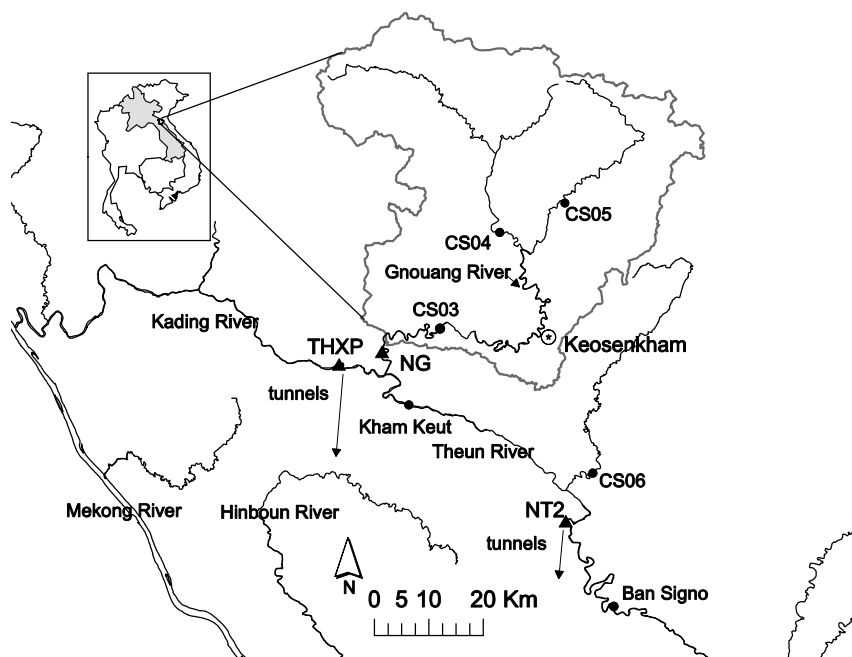 CS05
CS04
Gnouang River
CS03
Kading River
Keosenkham
THXP
NG
tunnels
Kham Keut
Theun River
CS06
Mekong River
Hinboun River
NT2
tunnels
N
Ban Signo
0 5 10 20 Km